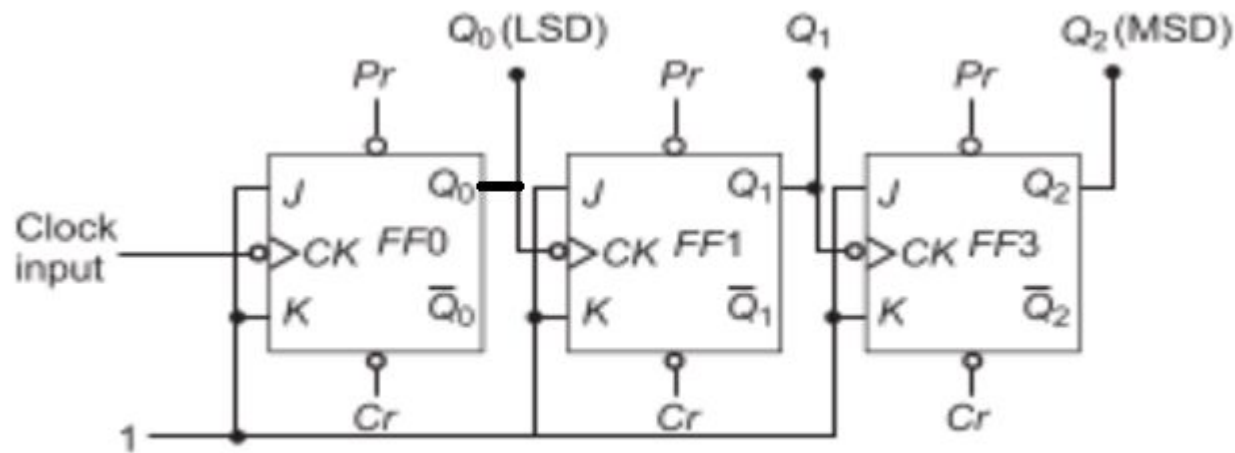 Q₀ (LSD) Q₁ Q₂ (MSD)
Pr Pr Pr
J Q₀ J Q₁ J Q₂
Clock
input
CK FF0 CK FF1 CK FF3
K Q̅₀ K Q̅₁ K Q̅₂
Cr Cr Cr
1